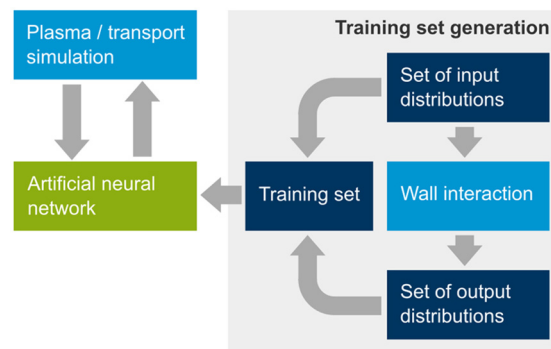 Training set generation
Plasma / transport
simulation
Set of input
distributions
Artificial neural
network
Training set
Wall interaction
Set of output
distributions